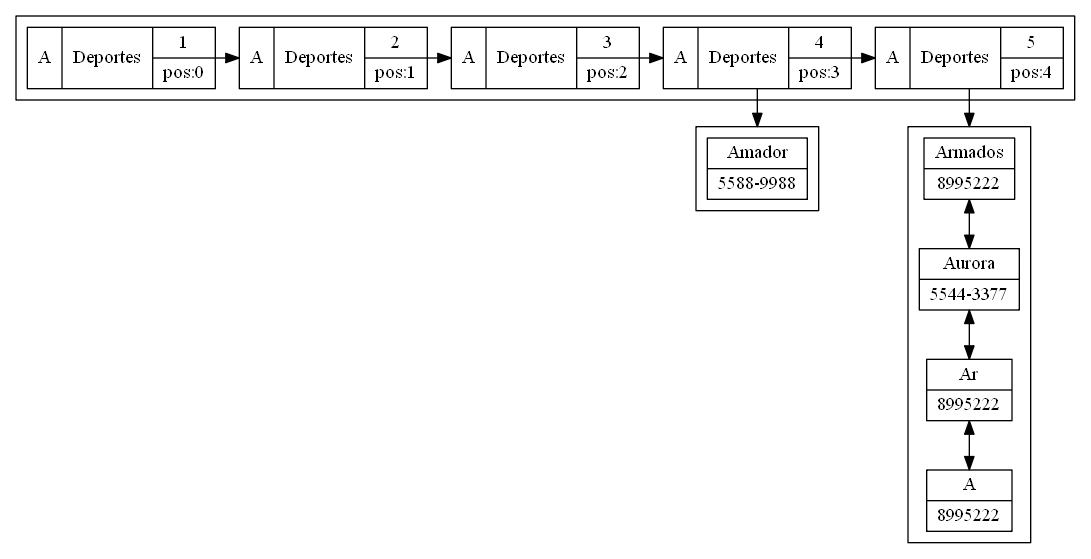 A Deportes 1 pos:0
A Deportes 2 pos:1
A Deportes 3 pos:2
A Deportes 4 pos:3
A Deportes 5 pos:4
Amador
5588-9988
Armados
8995222
Aurora
5544-3377
Ar
8995222
A
8995222